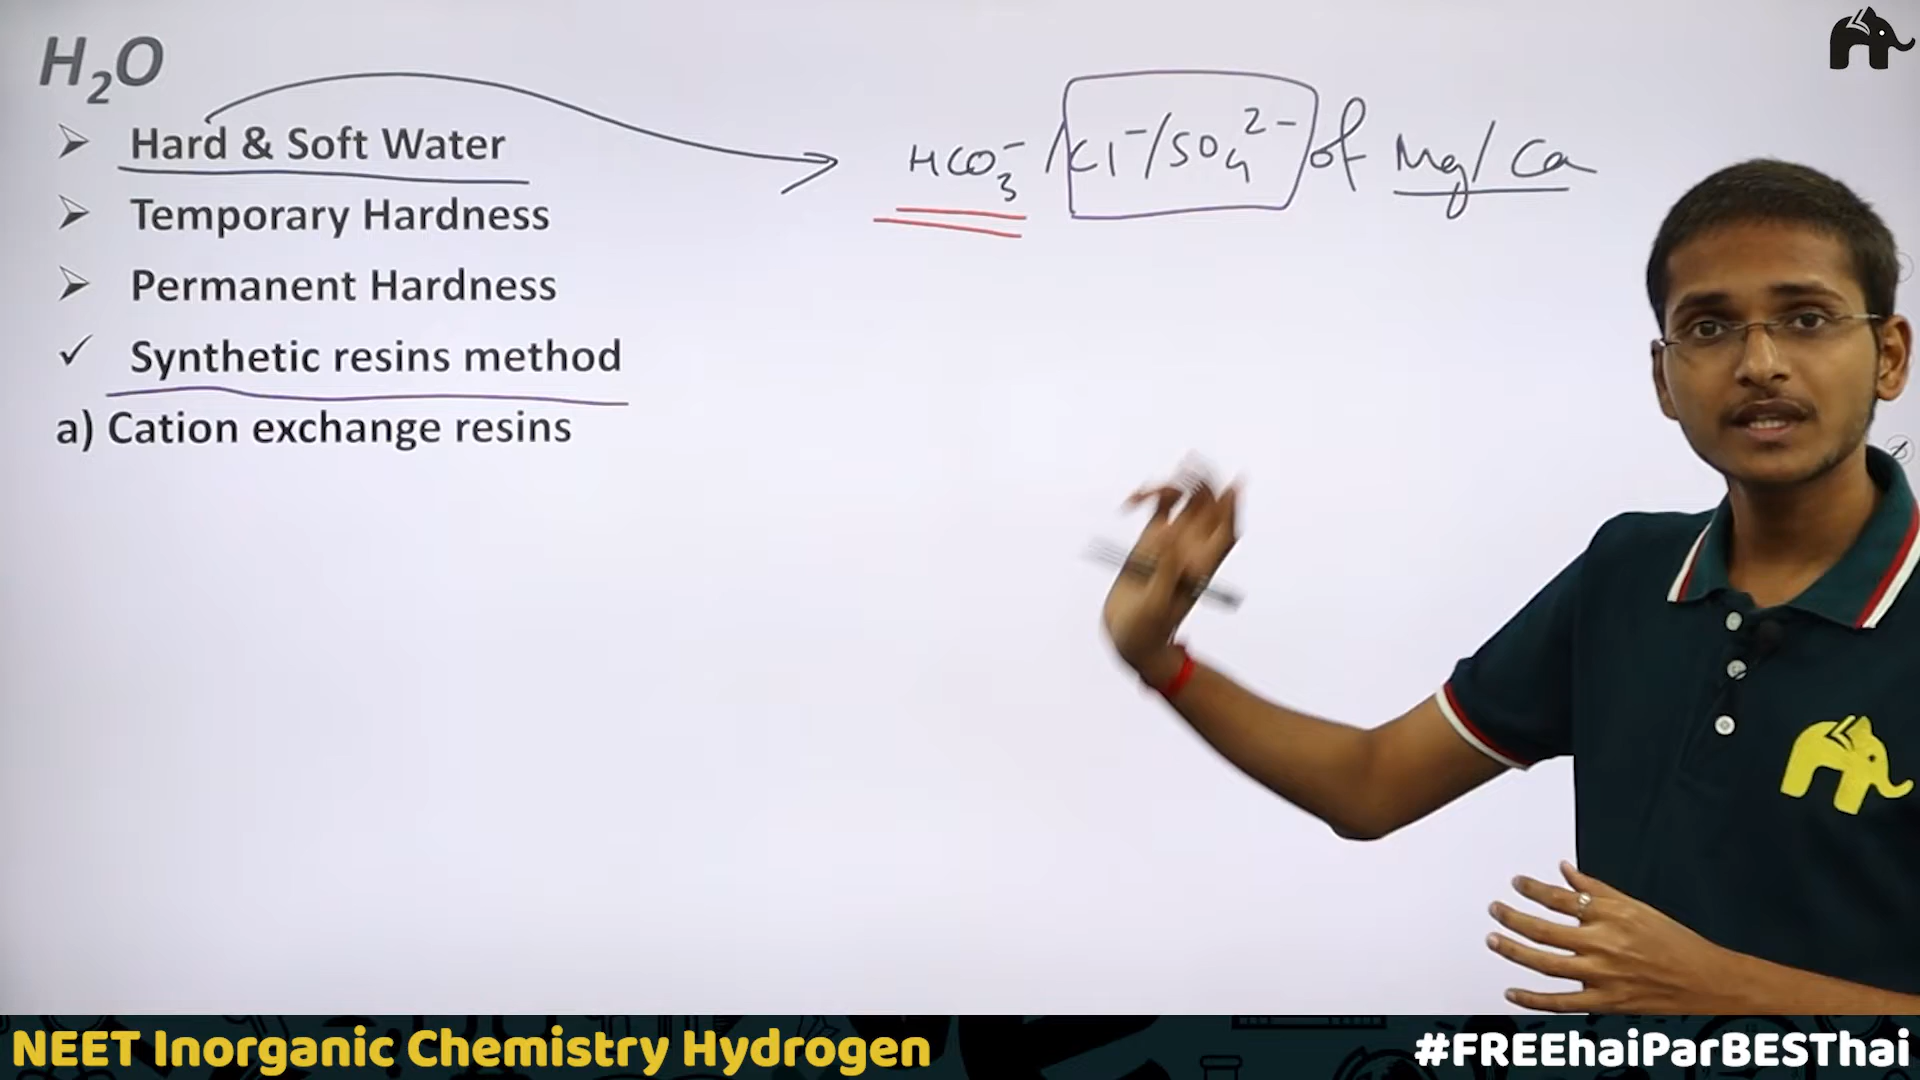 H₂O
➢ Hard & Soft Water
HCO₃⁻ / Cl⁻/SO₄²⁻ of Mg/Ca
➢ Temporary Hardness
➢ Permanent Hardness
✓ Synthetic resins method
a) Cation exchange resins
NEET Inorganic Chemistry Hydrogen
#FREEhaiParBESThai